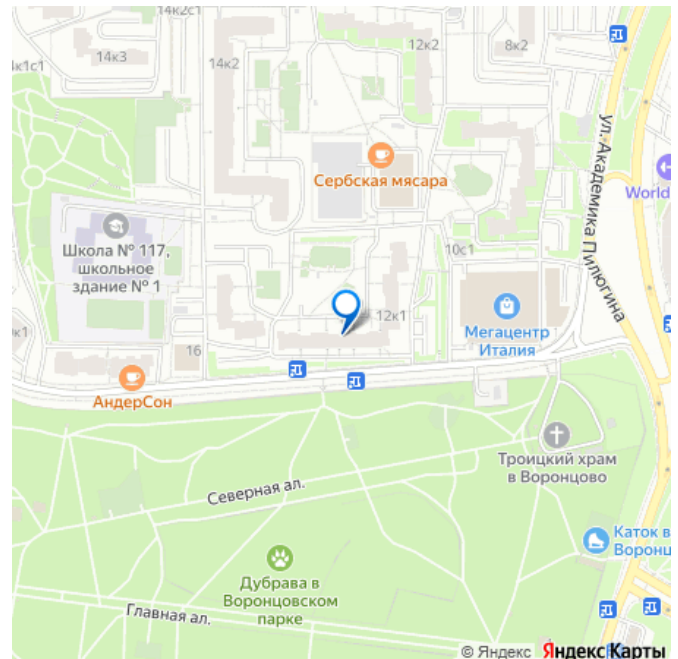 14к2с1
14к3
к1с1
14к2
12к2
8к2
ул. Академика Пилюгина
World
Сербская мясара
Школа № 117,
школьное
здание № 1
10с1
12к1
Мегацентр
Италия
0к1
16
АндерСон
Троицкий храм
в Воронцово
Северная ал.
Каток в
Воронц
Дубрава в
Воронцовском
парке
Главная ал.
© Яндекс Яндекс Карты